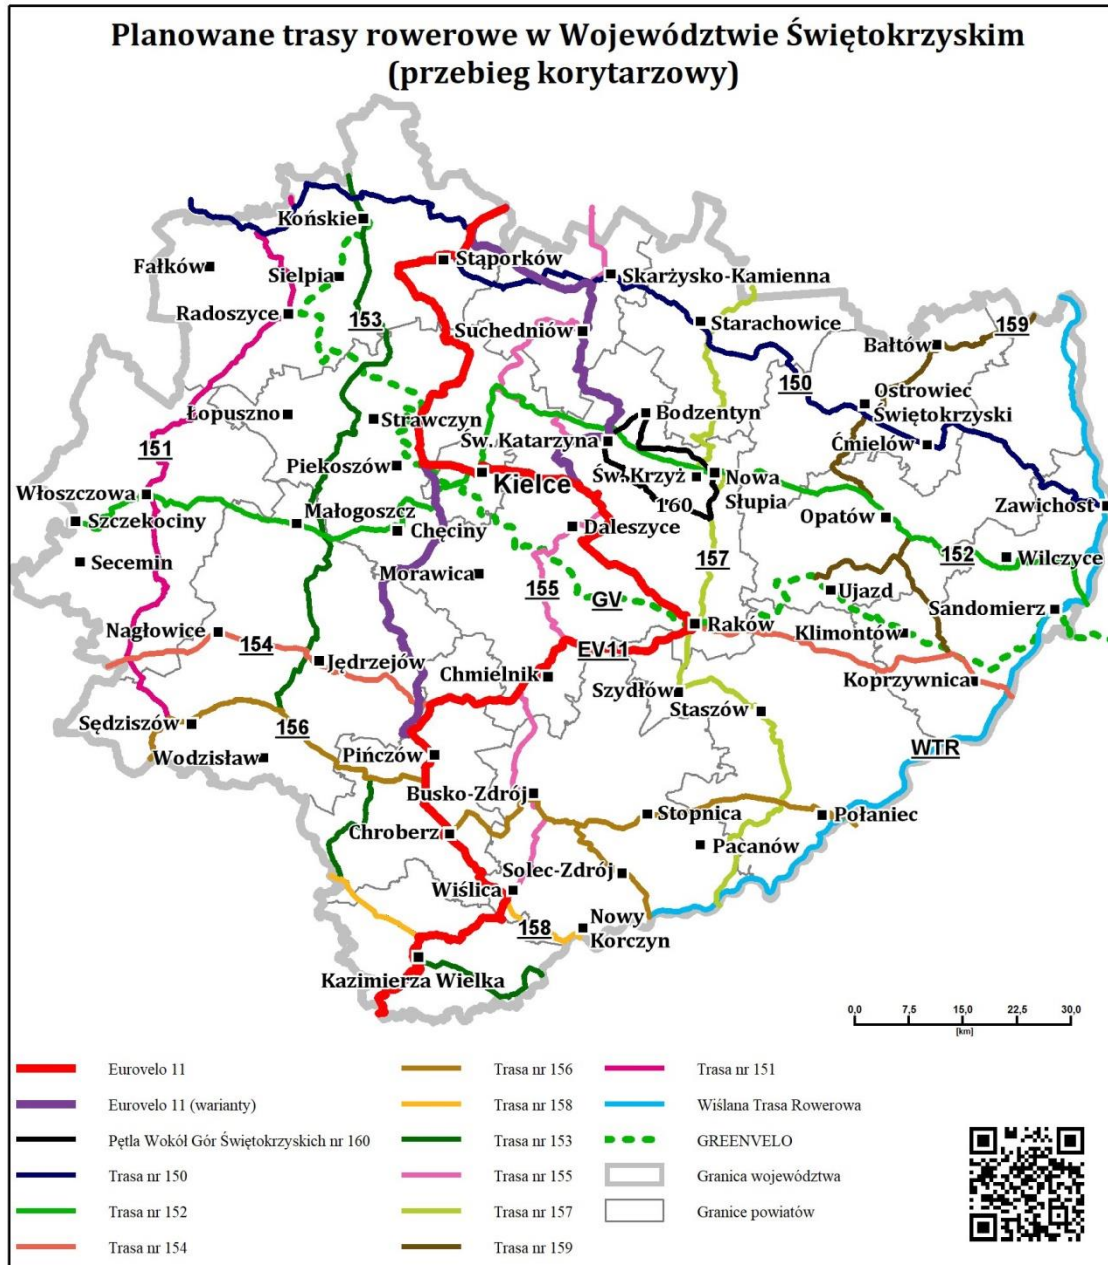 Planowane trasy rowerowe w Województwie Świętokrzyskim
(przebieg korytarzowy)
Końskie
Fałków
Sielpia
Stąporków
Skarżysko-Kamienna
Radoszyce
153
Suchedniów
Starachowice
159
Bałtów
150
Łopuszno
Strawczyn
Bodzentyn
Ostrowiec
Świętokrzyski
151
Św. Katarzyna
Ćmielów
Piekoszów
Kielce
Św. Krzyż
Nowa
Słupia
Włoszczowa
160
Zawichost
Szczekociny
Małogoszcz
Chęciny
Daleszyce
Opatów
Secemin
Morawica
157
152
Wilczyce
155
GV
Ujazd
Sandomierz
Nagłowice
154
Raków
Klimontów
EV11
Jędrzejów
Chmielnik
Szydłów
Koprzywnica
Staszów
Sędziszów
156
Wodzisław
Pińczów
WTR
Busko-Zdrój
Stopnica
Połaniec
Chroberz
Pacanów
Solec-Zdrój
Wiślica
158
Nowy
Korczyn
Kazimierza Wielka
0,0 7,5 15,0 22,5 30,0
[km]
Eurovelo 11
Eurovelo 11 (warianty)
Pętla Wokół Gór Świętokrzyskich nr 160
Trasa nr 150
Trasa nr 152
Trasa nr 154
Trasa nr 156
Trasa nr 158
Trasa nr 153
Trasa nr 155
Trasa nr 157
Trasa nr 159
Trasa nr 151
Wiślana Trasa Rowerowa
GREENVELO
Granica województwa
Granice powiatów